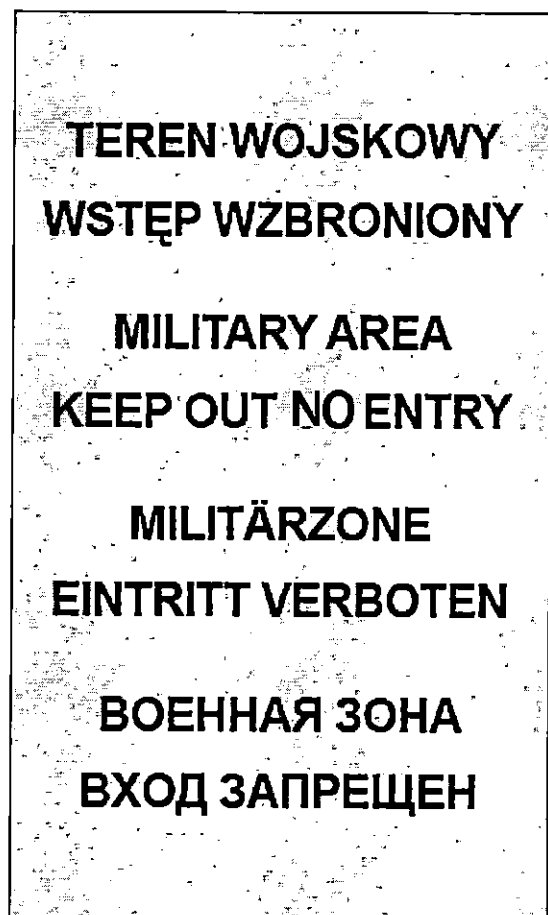 TEREN WOJSKOWY
WSTĘP WZBRONIONY
MILITARY AREA
KEEP OUT NO ENTRY
MILITÄRZONE
EINTRITT VERBOTEN
ВОЕННАЯ ЗОНА
ВХОД ЗАПРЕЩЕН